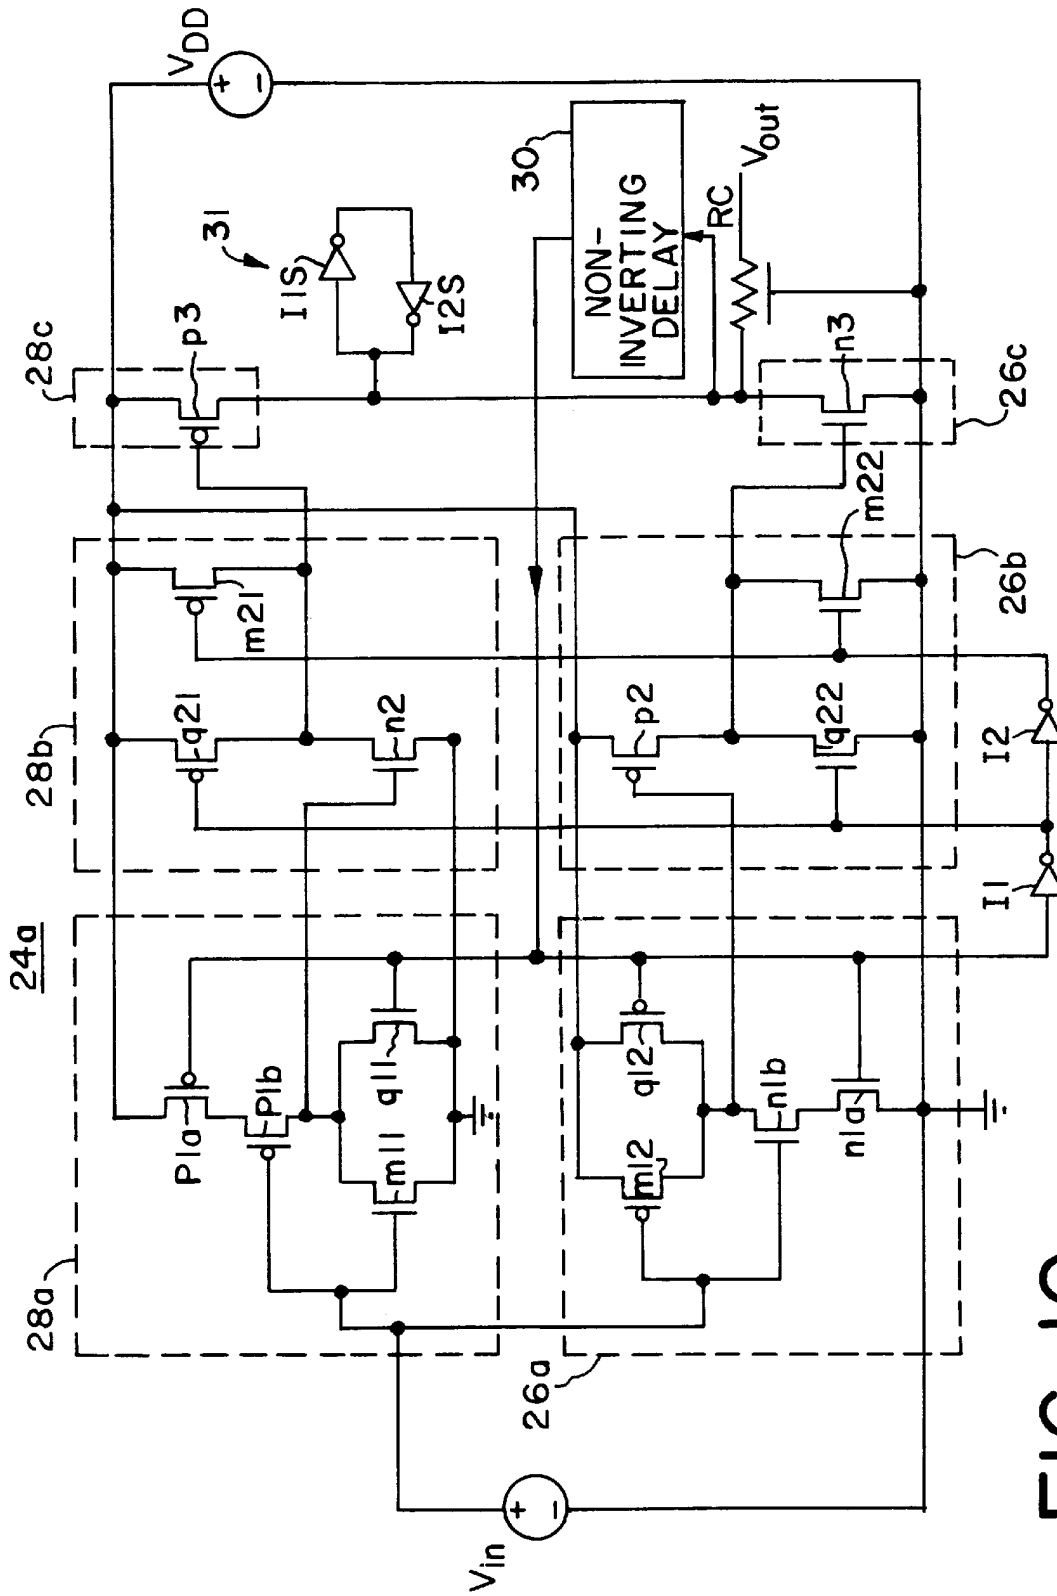 24a
28a
28b
28c
VDD
P1a
P1b
m11
q11
q21
m21
n2
p3
31
I1S
I2S
30
NON-
INVERTING
DELAY
RC
Vout
Vin
26a
m12
q12
n1b
n1a
p2
q22
m22
n3
26b
26c
I1
I2